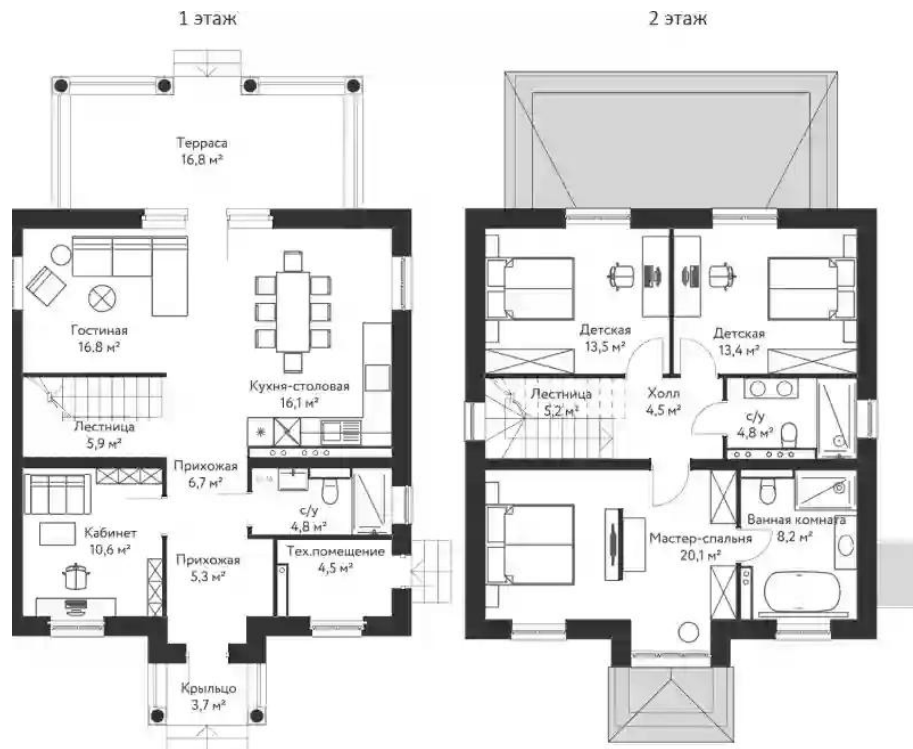 1 этаж
Терраса
16,8 м²
Гостиная
16.8 м²
Кухня-столовая
16,1 м²
Лестница
5,9 м²
Прихожая
6,7 м²
Кабинет
10,6 м²
с/у
4,8 м²
Прихожая
5,3 м²
Тех.помещение
4,5 м²
Крыльцо
3,7 м²
2 этаж
Детская
13,5 м²
Детская
13,4 м²
Лестница
5,2 м²
Холл
4,5 м²
с/у
4,8 м²
Мастер-спальня
20,1 м²
Ванная комната
8,2 м²